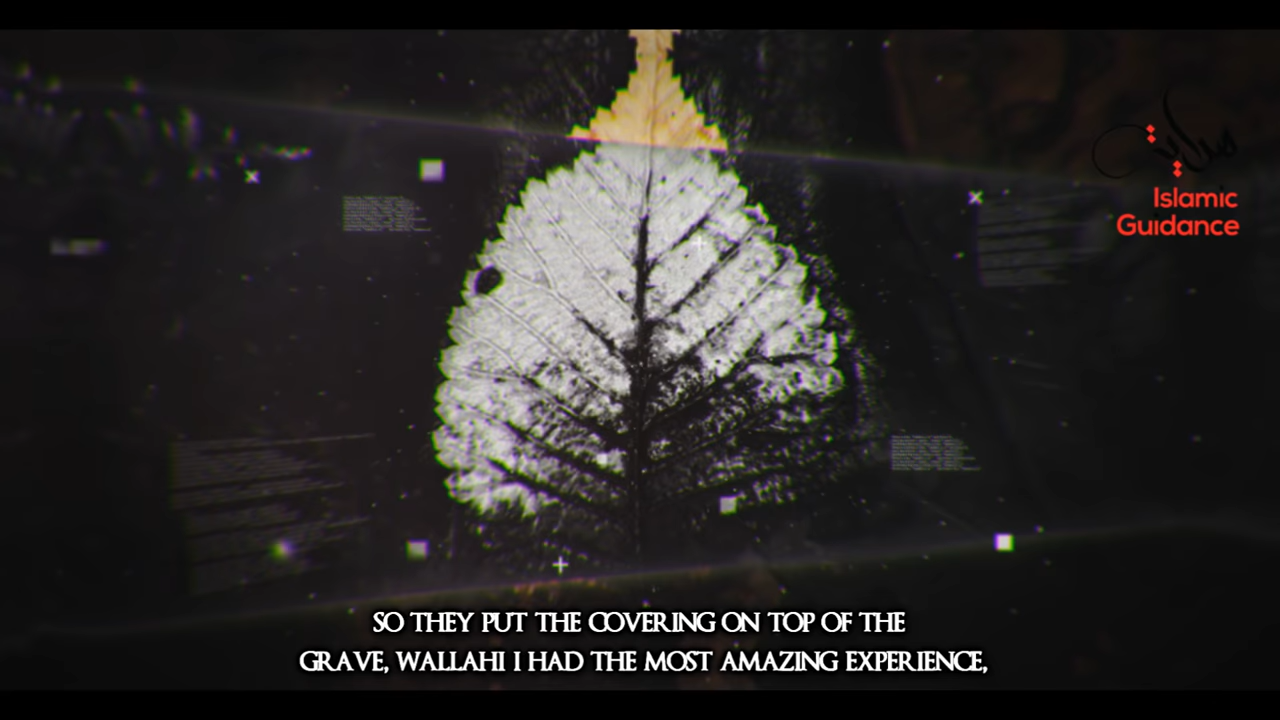 Islamic
Guidance
SO THEY PUT THE COVERING ON TOP OF THE
GRAVE, WALLAHI I HAD THE MOST AMAZING EXPERIENCE,